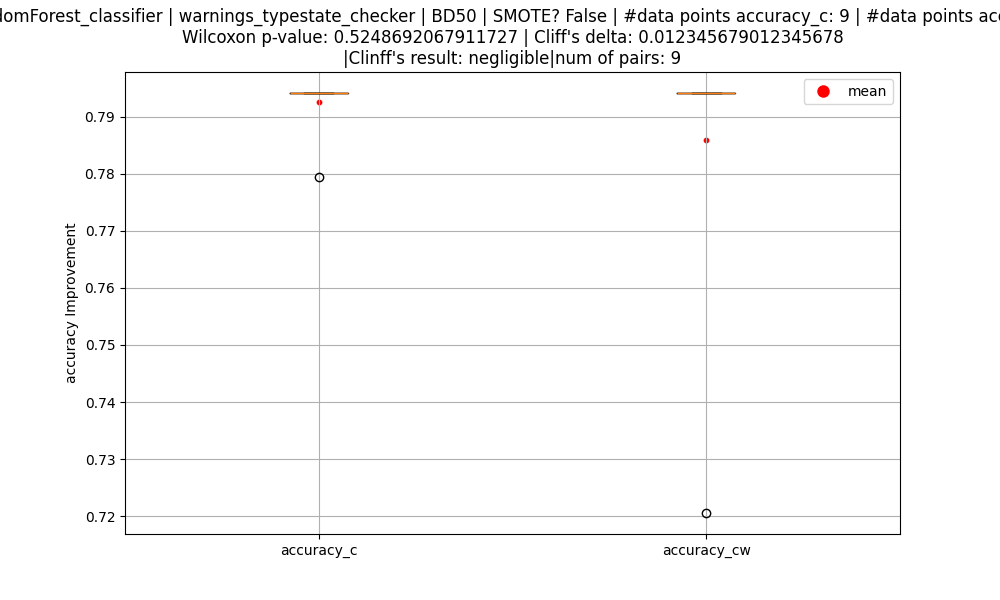 domForest_classifier | warnings_typestate_checker | BD50 | SMOTE? False | #data points accuracy_c: 9 | #data points acc
Wilcoxon p-value: 0.5248692067911727 | Cliff's delta: 0.012345679012345678
|Clinff's result: negligible|num of pairs: 9
mean
0.79
0.78
0.77
0.76
0.75
0.74
0.73
0.72
accuracy Improvement
accuracy_c
accuracy_cw